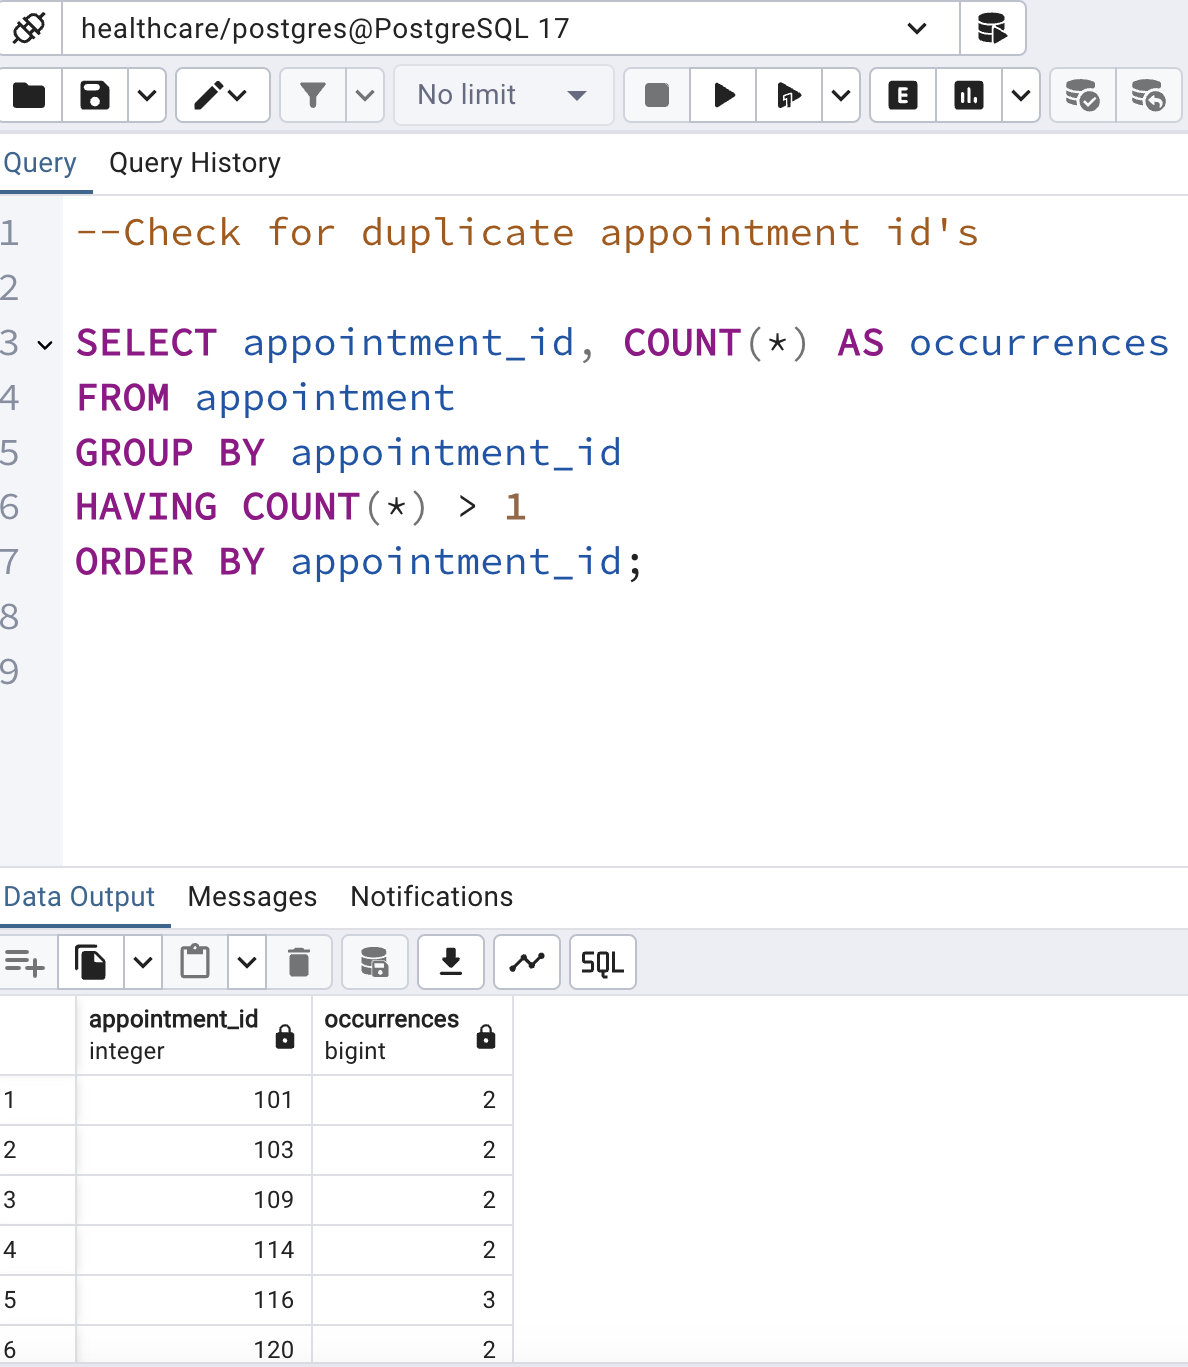 healthcare/postgres@PostgreSQL 17
No limit
E
Query Query History
1 --Check for duplicate appointment id's
2
3 SELECT appointment_id, COUNT(*) AS occurrences
4 FROM appointment
5 GROUP BY appointment_id
6 HAVING COUNT(*) > 1
7 ORDER BY appointment_id;
8
9
Data Output Messages Notifications
SQL
appointment_id occurrences
integer bigint
1 101 2
2 103 2
3 109 2
4 114 2
5 116 3
6 120 2